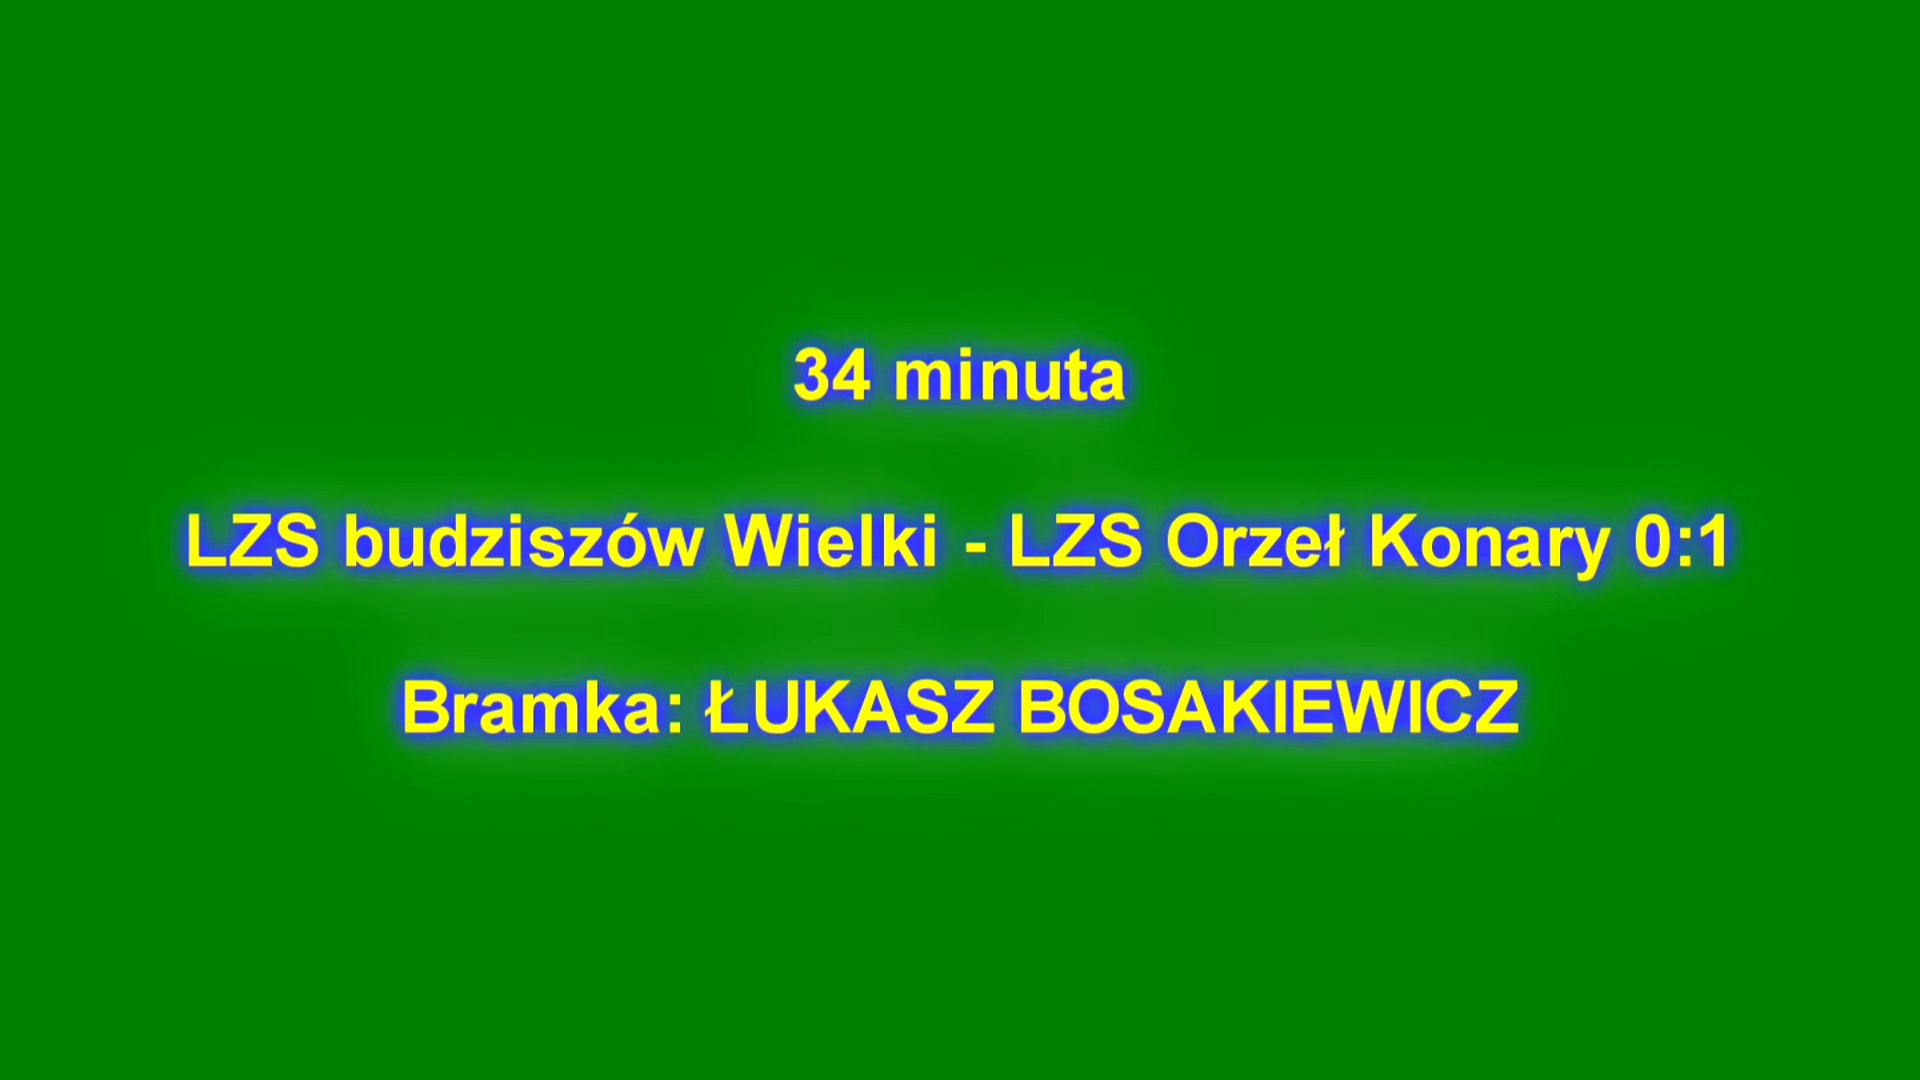 34 minuta
LZS budziszów Wielki - LZS Orzeł Konary 0:1
Bramka: ŁUKASZ BOSAKIEWICZ